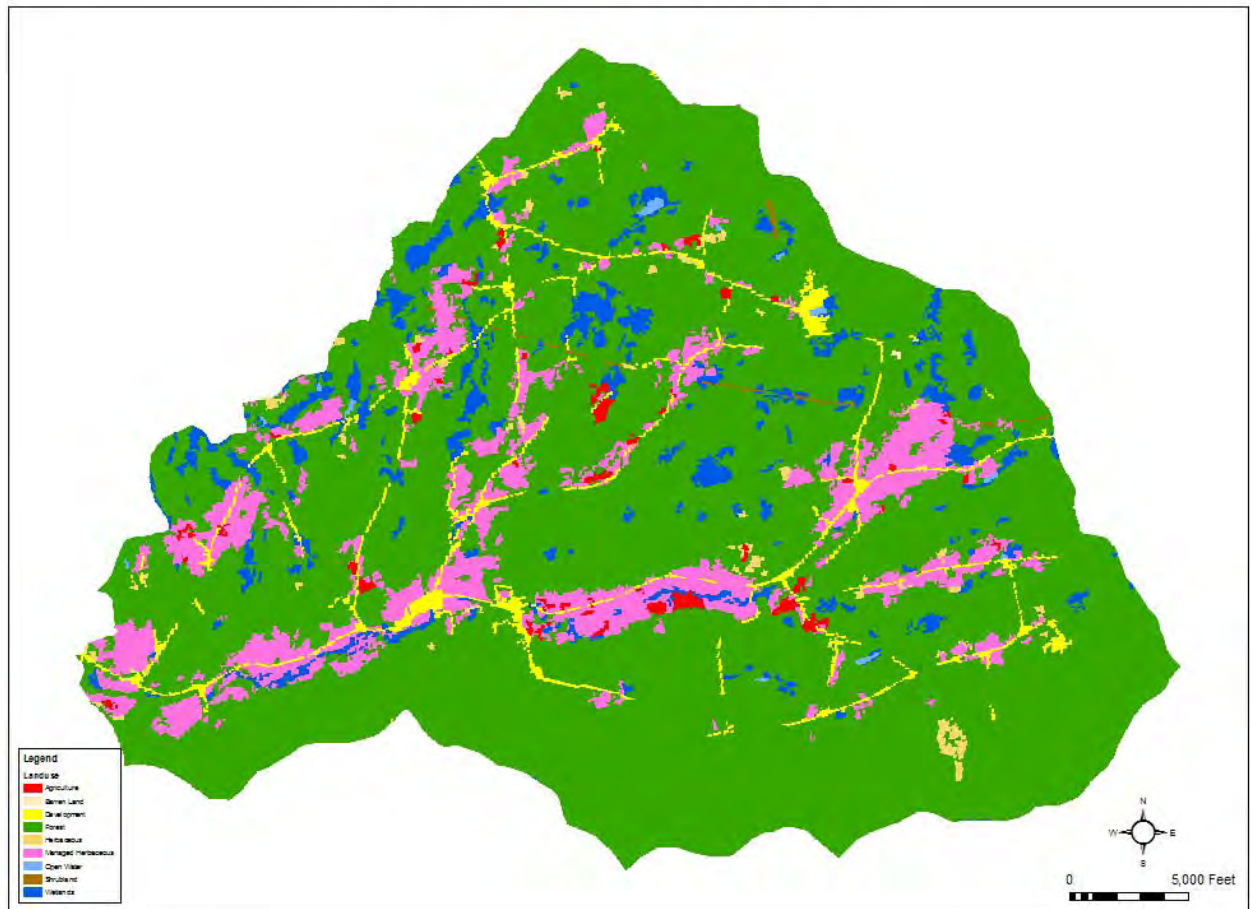 Legend
Landuse
Agriculture
Barren Land
Development
Forest
Herbaceous
Managed Herbaceous
Open Water
Shrubland
Wetlands
N
W E
S
0 5,000 Feet